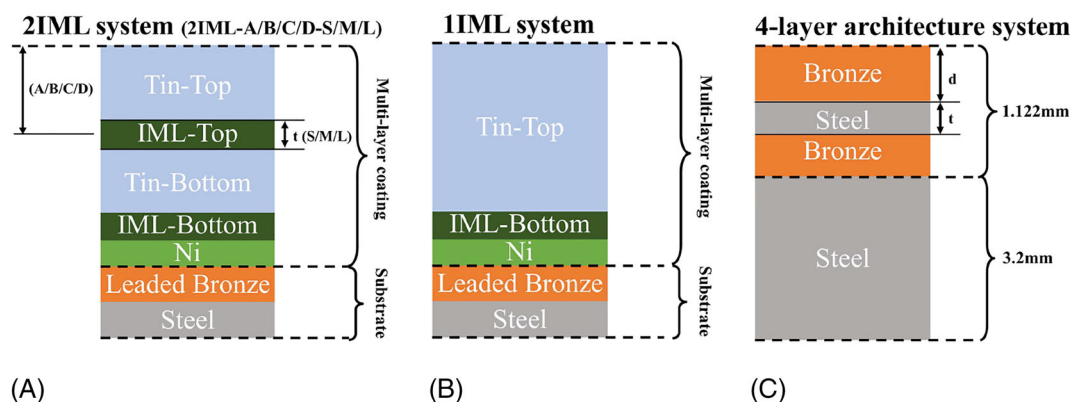 2IML system (2IML-A/B/C/D-S/M/L)
(A/B/C/D)
Tin-Top
IML-Top
t (S/M/L)
Tin-Bottom
IML-Bottom
Ni
Leaded Bronze
Steel
Multi-layer coating
Substrate
(A)
1IML system
Tin-Top
IML-Bottom
Ni
Leaded Bronze
Steel
Multi-layer coating
Substrate
(B)
4-layer architecture system
Bronze
d
Steel
t
Bronze
1.122mm
Steel
3.2mm
(C)